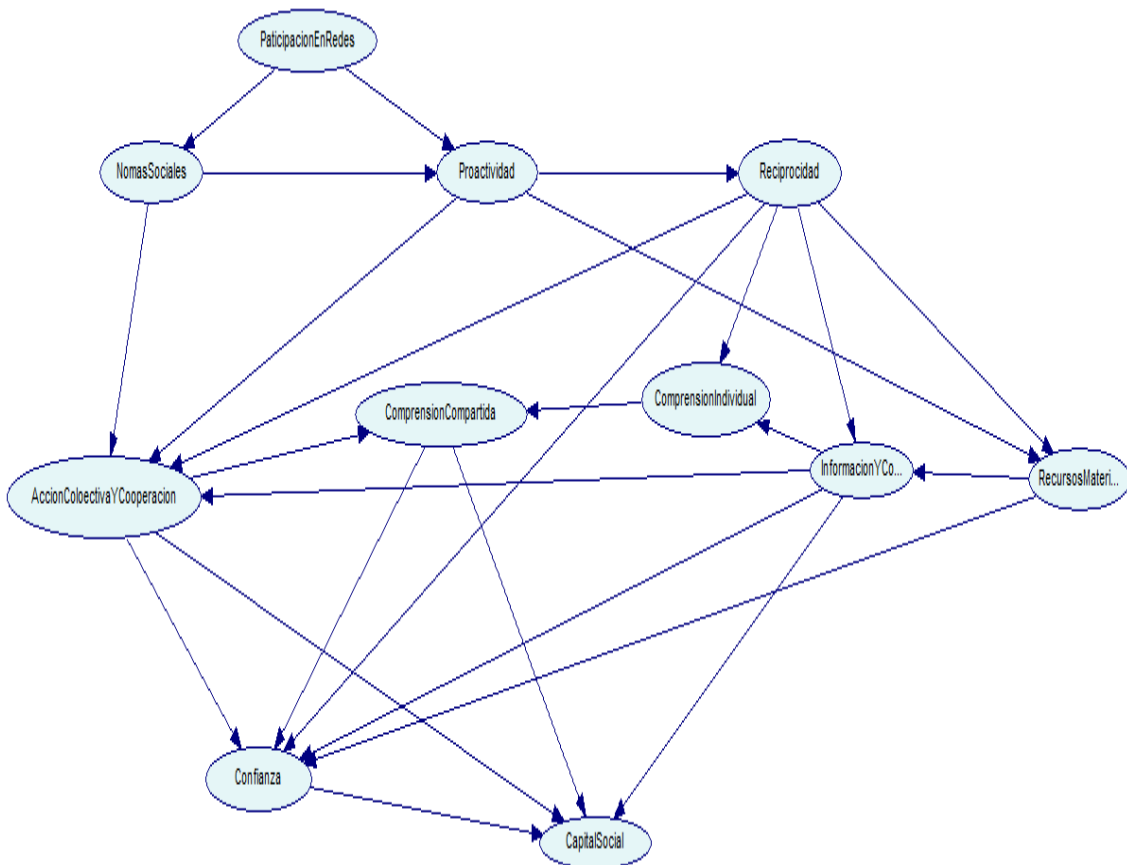 PaticipacionEnRedes
NomasSociales
Proactividad
Reciprocidad
ComprensionCompartida
ComprensionIndividual
AccionColoectivaYCooperacion
InformacionYCo...
RecursosMateri...
Confianza
CapitalSocial